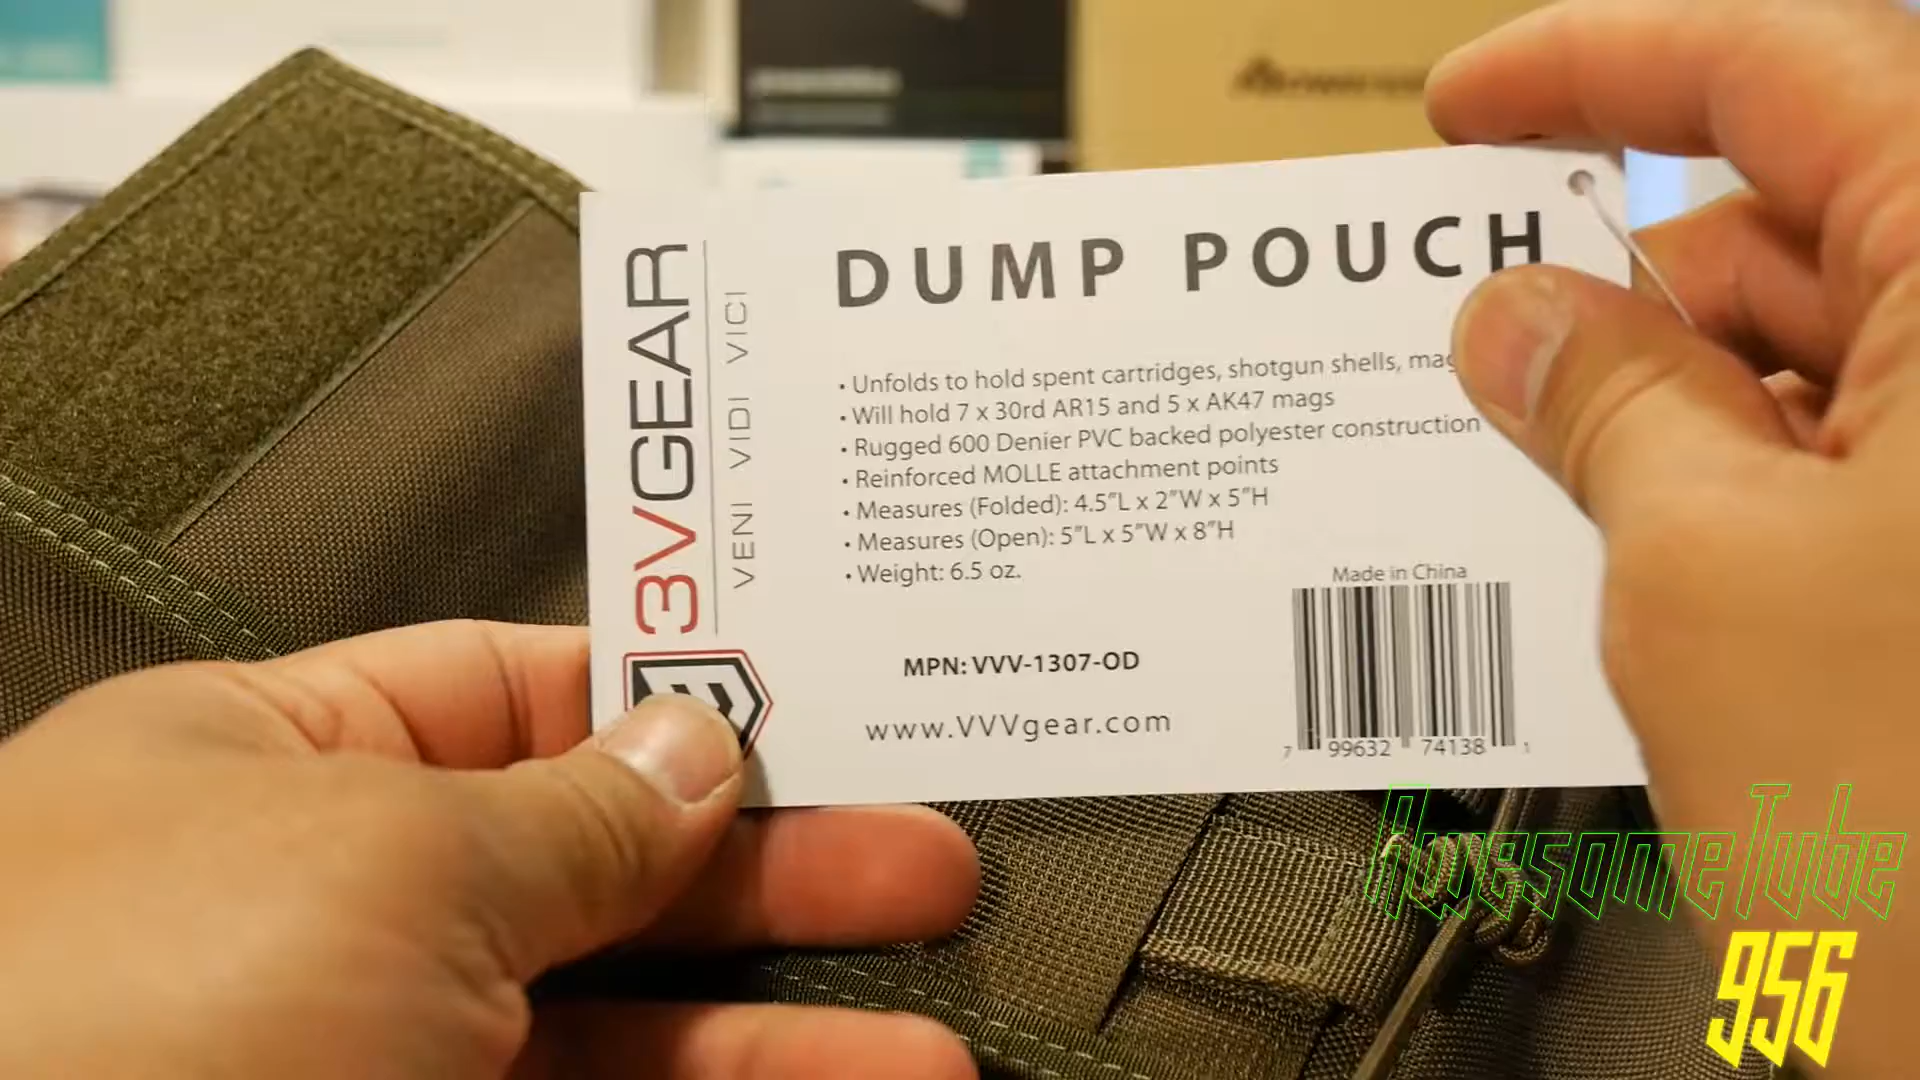 DUMP POUCH
3VGEAR
VENI VIDI VICI
• Unfolds to hold spent cartridges, shotgun shells,
• Will hold 7 x 30rd AR15 and 5 x AK47 mags
• Rugged 600 Denier PVC backed polyester construction
• Reinforced MOLLE attachment points
• Measures (Folded): 4.5"L x 2"W x 5"H
• Measures (Open): 5"L x 5"W x 8"H
• Weight: 6.5 oz.
Made in China
MPN: VVV-1307-OD
www.VVVgear.com
7 99632 74138 1
AwesomeTube
956